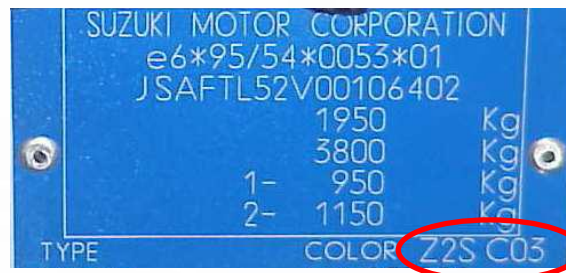 SUZUKI MOTOR CORPORATION
e6*95/54*0053*01
JSAFTL52V00106402
1950 Kg
3800 Kg
1- 950 Kg
2- 1150 Kg
TYPE COLOR Z2S C03